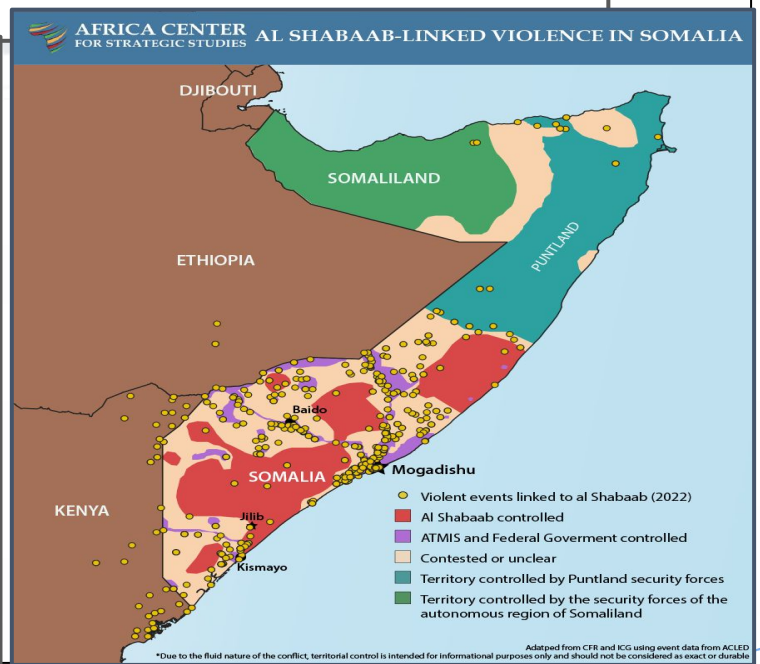 AFRICA CENTER
FOR STRATEGIC STUDIES
AL SHABAAB-LINKED VIOLENCE IN SOMALIA
DJIBOUTI
SOMALILAND
PUNTLAND
ETHIOPIA
Baido
Mogadishu
SOMALIA
Jilib
KENYA
Kismayo
Violent events linked to al Shabaab (2022)
Al Shabaab controlled
ATMIS and Federal Goverment controlled
Contested or unclear
Territory controlled by Puntland security forces
Territory controlled by the security forces of the
autonomous region of Somaliland
Adatped from CFR and ICG using event data from ACLED
*Due to the fluid nature of the conflict, territorial control is intended for informational purposes only and should not be considered as exact or durable